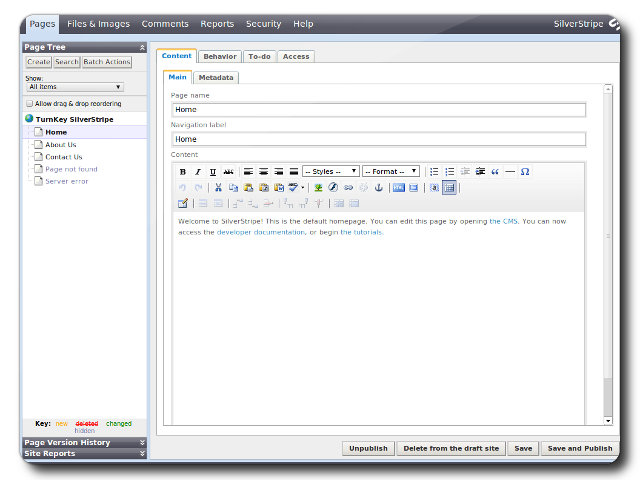 Pages Files & Images Comments Reports Security Help SilverStripe
Page Tree
Create Search Batch Actions
Show:
All items
Allow drag & drop reordering
TurnKey SilverStripe
Home
About Us
Contact Us
Page not found
Server error
Key: new deleted changed
hidden
Page Version History
Site Reports
Content Behavior To-do Access
Main Metadata
Page name
Home
Navigation label
Home
Content
B I U ABC -- Styles -- -- Format --
Welcome to SilverStripe! This is the default homepage. You can edit this page by opening the CMS. You can now
access the developer documentation, or begin the tutorials.
Unpublish Delete from the draft site Save Save and Publish